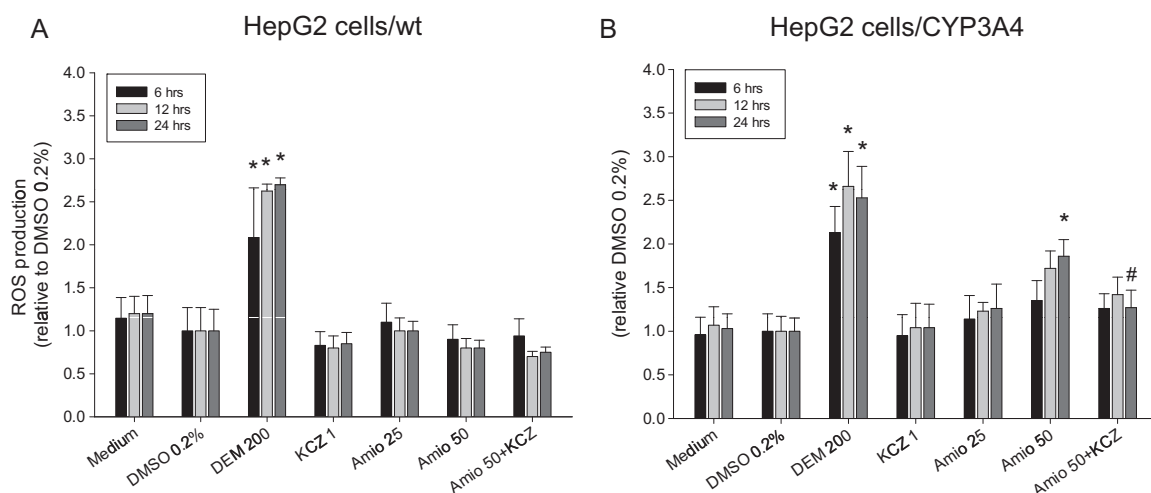 A
HepG2 cells/wt
ROS production
(relative to DMSO 0.2%)
4.0
3.5
3.0
2.5
2.0
1.5
1.0
0.5
0.0
6 hrs
12 hrs
24 hrs
* * *
Medium
DMSO 0.2%
DEM 200
KCZ 1
Amio 25
Amio 50
Amio 50+KCZ
B
HepG2 cells/CYP3A4
(relative DMSO 0.2%)
4.0
3.5
3.0
2.5
2.0
1.5
1.0
0.5
0.0
6 hrs
12 hrs
24 hrs
* * *
*
#
Medium
DMSO 0.2%
DEM 200
KCZ 1
Amio 25
Amio 50
Amio 50+KCZ